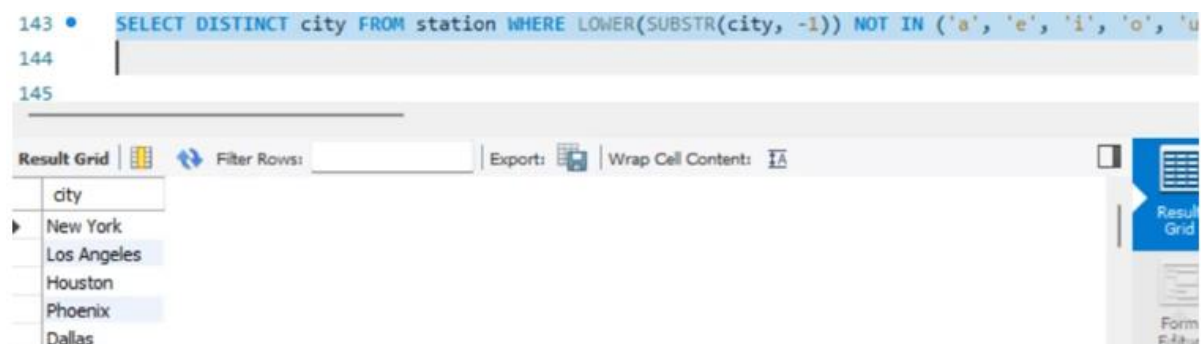 143 SELECT DISTINCT city FROM station WHERE LOWER(SUBSTR(city, -1)) NOT IN ('a', 'e', 'i', 'o', 'u
144
145
Result Grid Filter Rows: Export: Wrap Cell Content:
city
New York
Los Angeles
Houston
Phoenix
Dallas
Result
Grid
Form